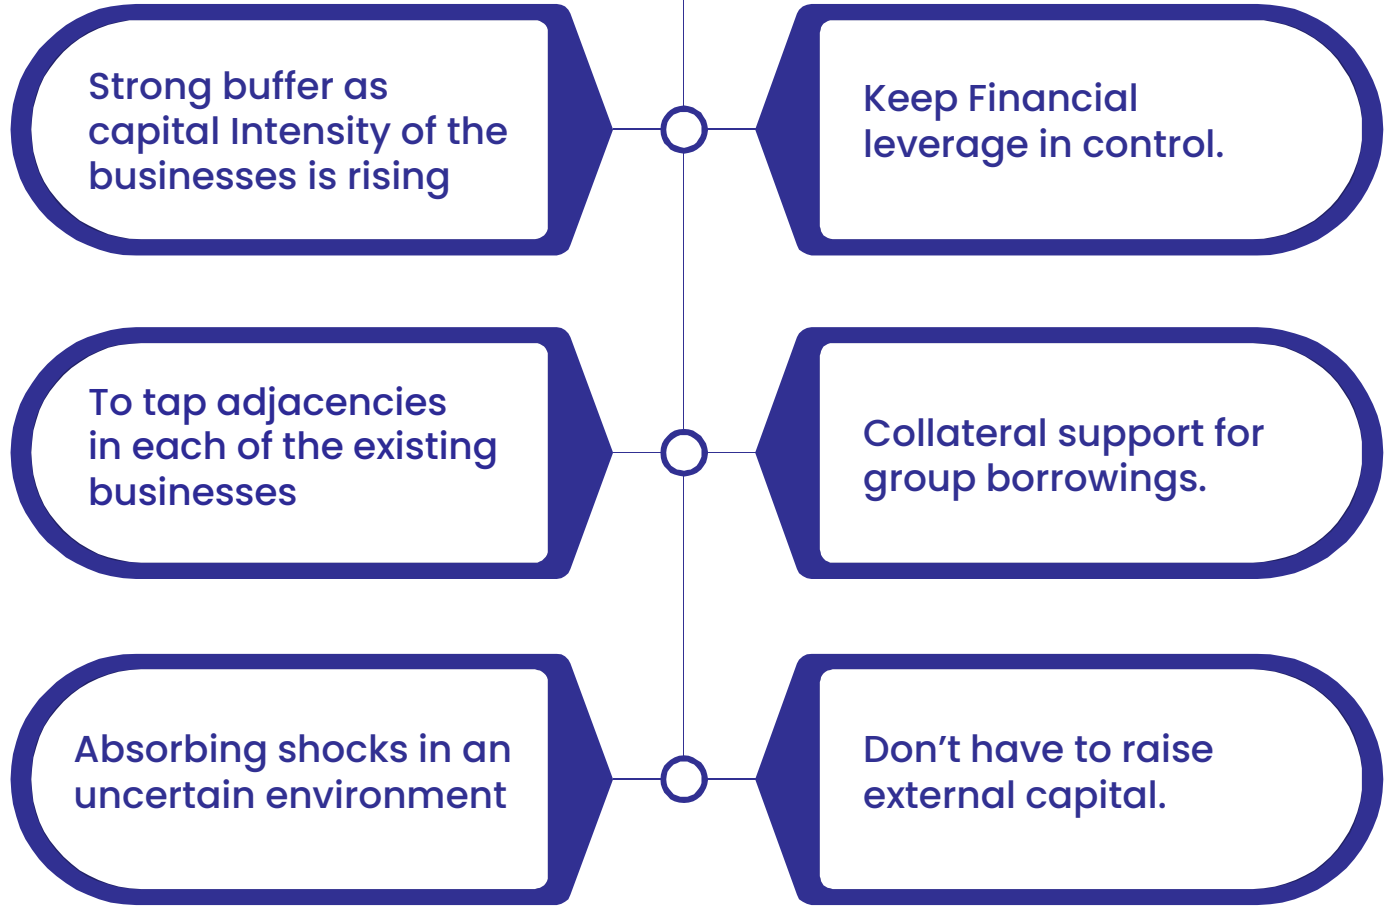 Strong buffer as
capital Intensity of the
businesses is rising
Keep Financial
leverage in control.
To tap adjacencies
in each of the existing
businesses
Collateral support for
group borrowings.
Absorbing shocks in an
uncertain environment
Don’t have to raise
external capital.